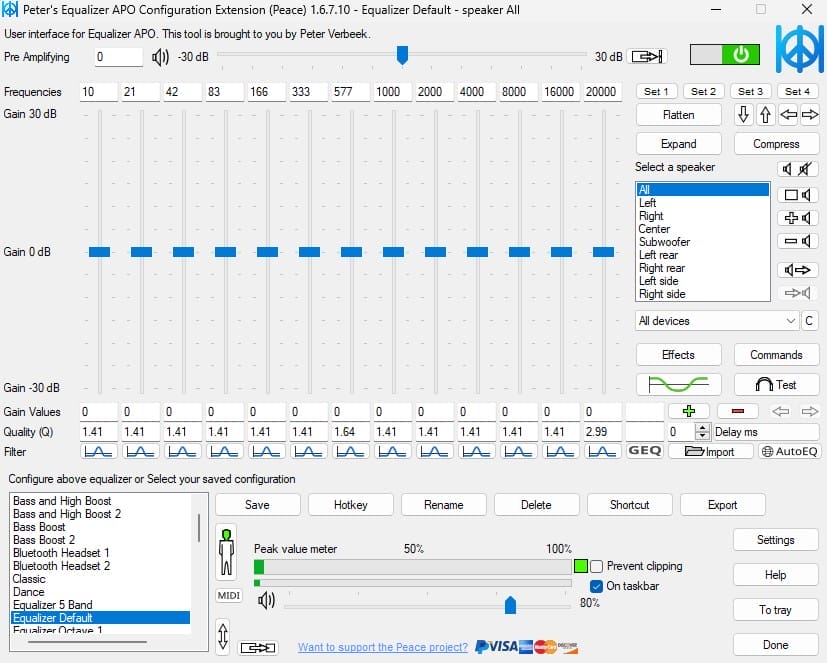 Peter's Equalizer APO Configuration Extension (Peace) 1.6.7.10 - Equalizer Default - speaker All
User interface for Equalizer APO. This tool is brought to you by Peter Verbeek.
Pre Amplifying 0 -30 dB 30 dB
Frequencies 10 21 42 83 166 333 577 1000 2000 4000 8000 16000 20000 Set 1 Set 2 Set 3 Set 4
Gain 30 dB Flatten
Expand Compress
Select a speaker
All
Left
Right
Center
Subwoofer
Gain 0 dB Left rear
Right rear
Left side
Right side
All devices C
Effects Commands
Gain -30 dB Test
Gain Values 0 0 0 0 0 0 0 0 0 0 0 0 0
Quality (Q) 1.41 1.41 1.41 1.41 1.41 1.41 1.64 1.41 1.41 1.41 1.41 1.41 2.99 0 Delay ms
Filter GEQ Import AutoEQ
Configure above equalizer or Select your saved configuration
Bass and High Boost
Bass and High Boost 2
Bass Boost
Bass Boost 2
Bluetooth Headset 1
Bluetooth Headset 2
Classic
Dance
Equalizer 5 Band
Equalizer Default
Equalizer Octave 1
Save Hotkey Rename Delete Shortcut Export
Peak value meter 50% 100%
Prevent clipping
On taskbar
MIDI 80%
Want to support the Peace project? PayPal VISA MasterCard DISCOVER
Settings
Help
To tray
Done